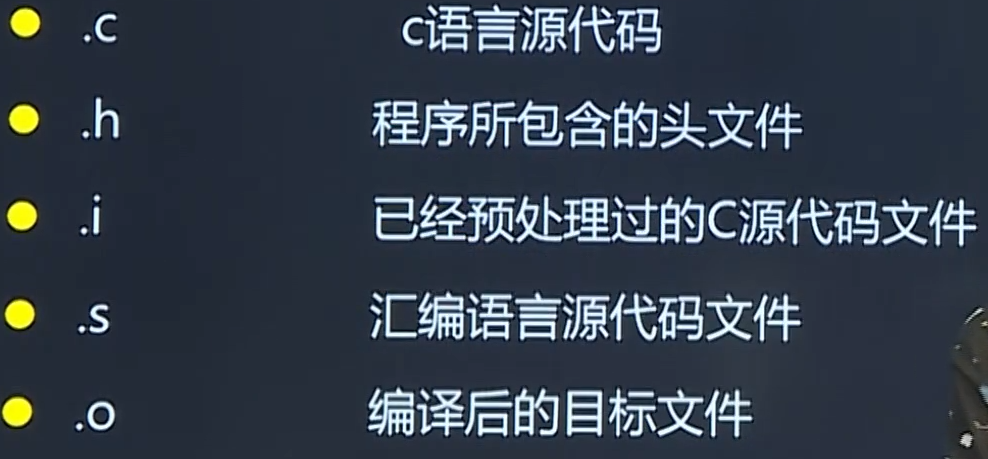 .c c语言源代码
.h 程序所包含的头文件
.i 已经预处理过的C源代码文件
.s 汇编语言源代码文件
.o 编译后的目标文件